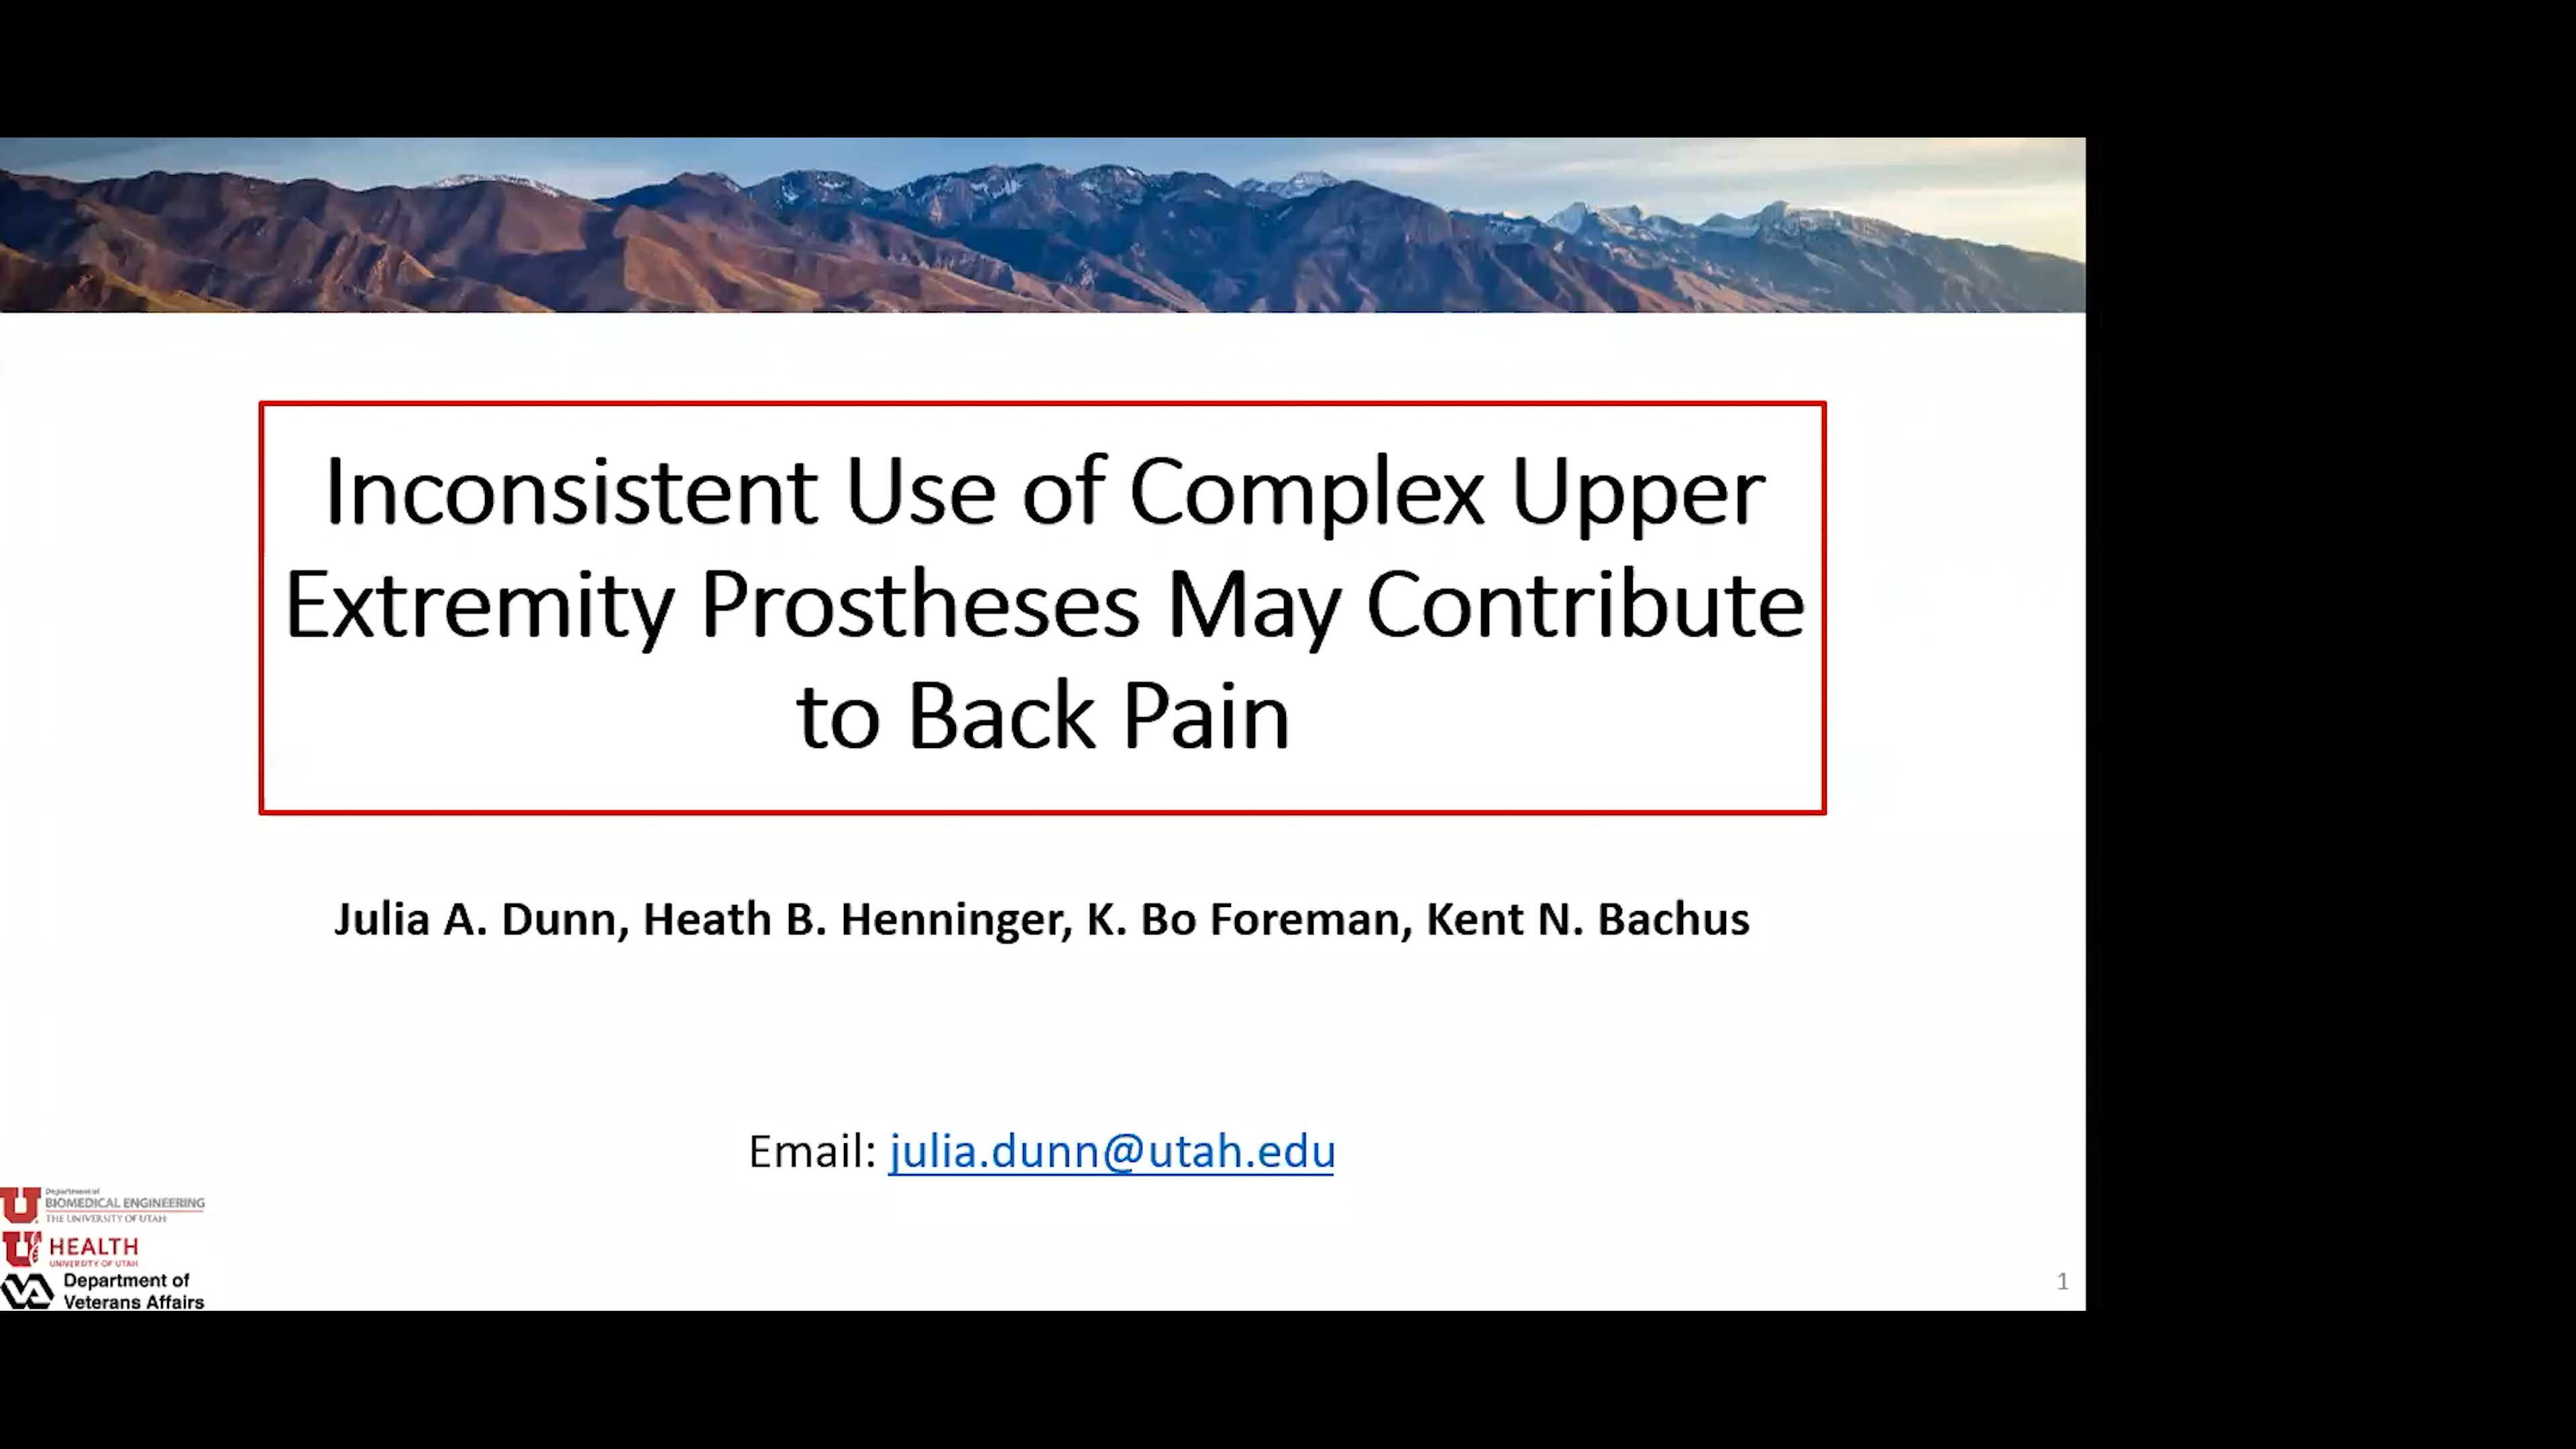 Inconsistent Use of Complex Upper
Extremity Prostheses May Contribute
to Back Pain
Julia A. Dunn, Heath B. Henninger, K. Bo Foreman, Kent N. Bachus
Email: julia.dunn@utah.edu
Department of
BIOMEDICAL ENGINEERING
THE UNIVERSITY OF UTAH
HEALTH
UNIVERSITY OF UTAH
Department of
Veterans Affairs
1